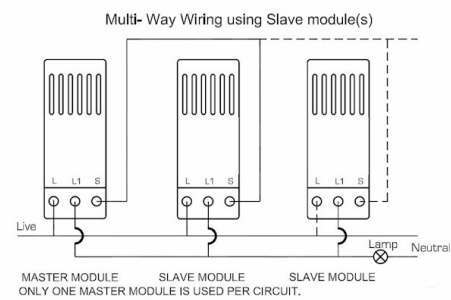 Multi- Way Wiring using Slave module(s)
L L1 S
L L1 S
L L1 S
Live
Lamp
Neutral
MASTER MODULE SLAVE MODULE SLAVE MODULE
ONLY ONE MASTER MODULE IS USED PER CIRCUIT.